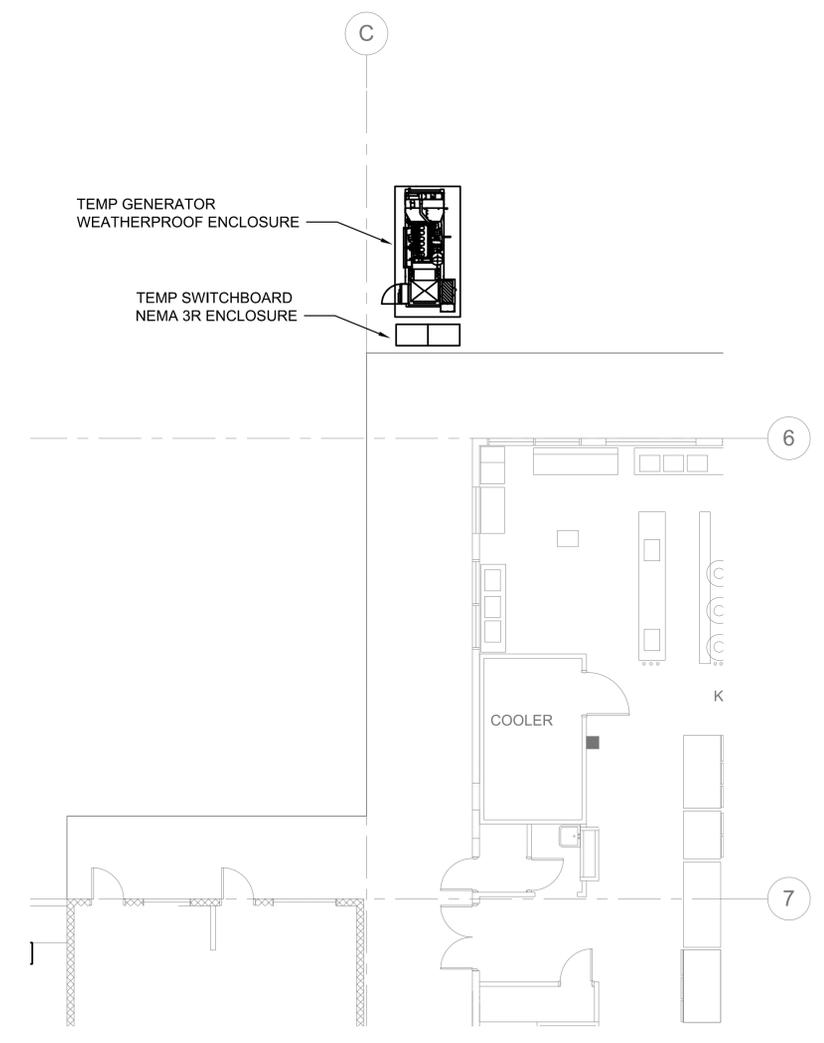 C
TEMP GENERATOR
WEATHERPROOF ENCLOSURE
TEMP SWITCHBOARD
NEMA 3R ENCLOSURE
6
K
COOLER
7